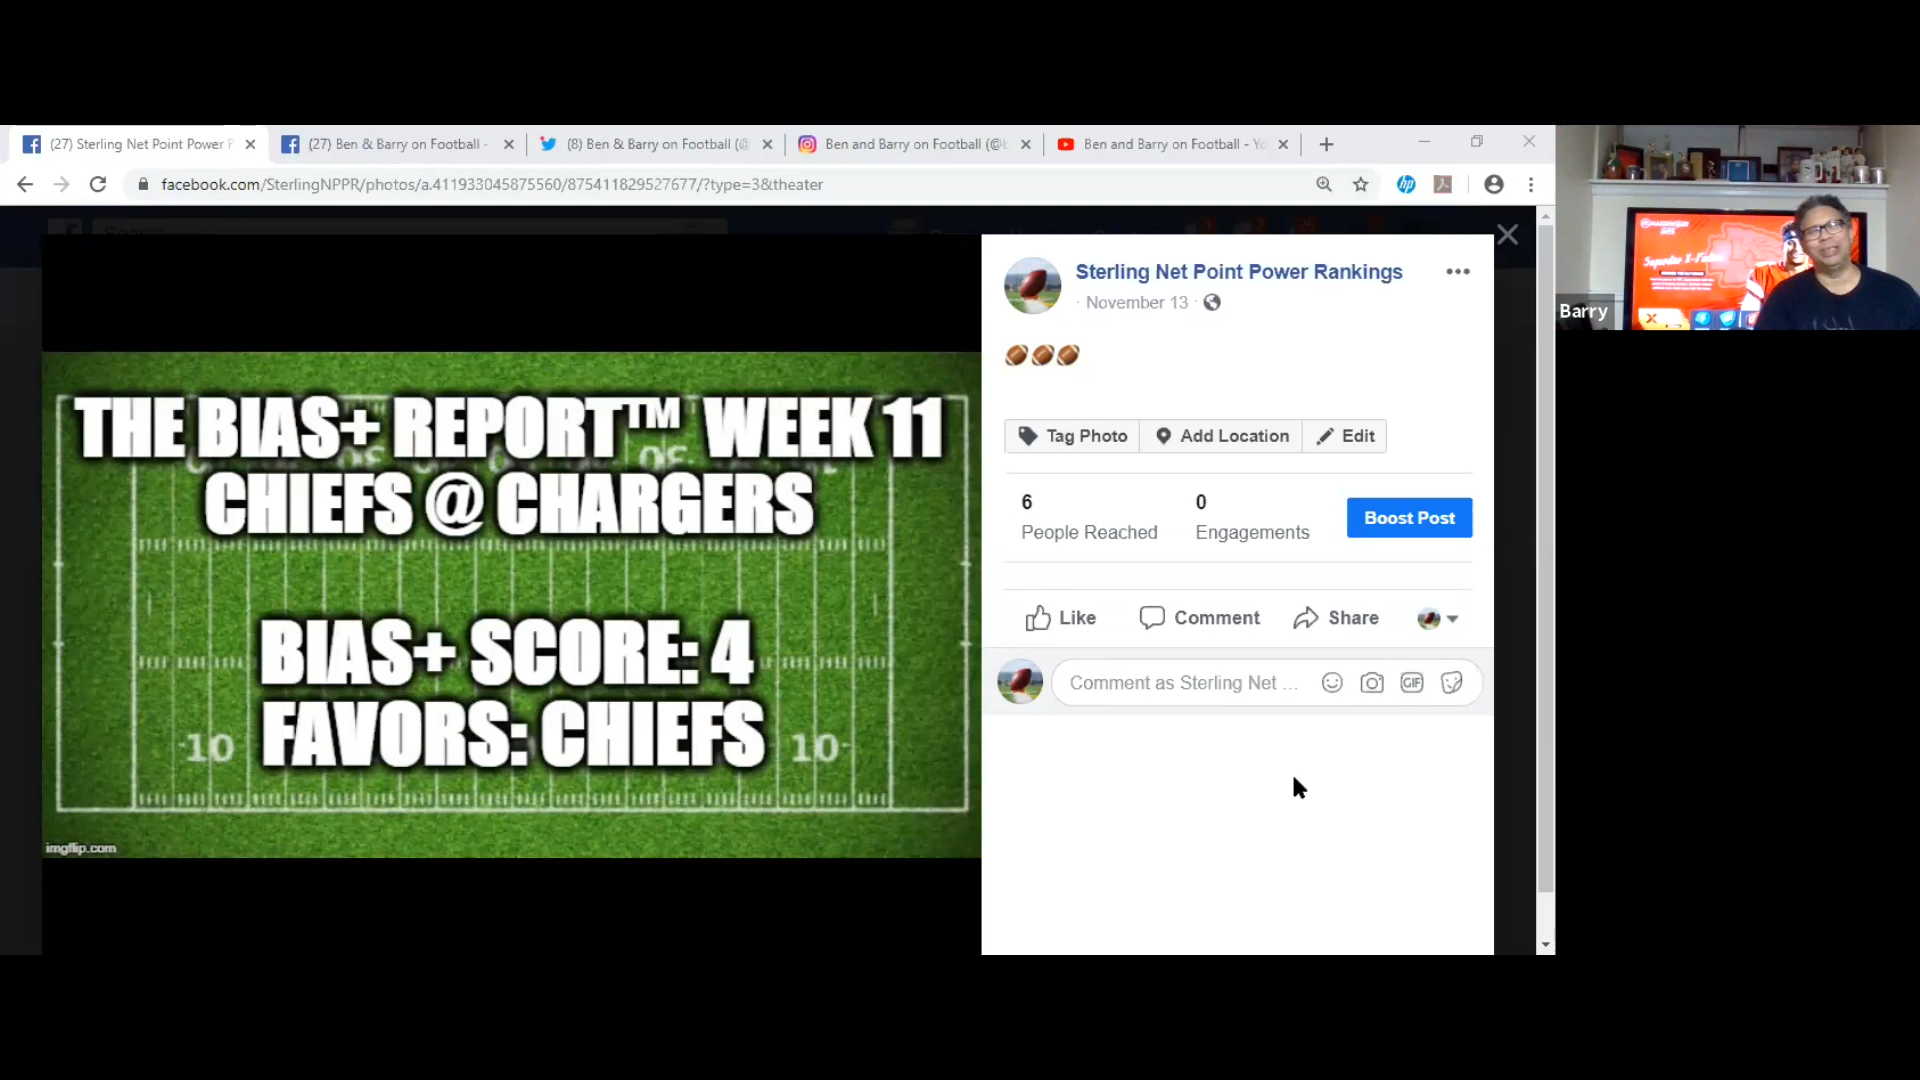 (27) Sterling Net Point Power R
(27) Ben & Barry on Football -
(8) Ben & Barry on Football (@
Ben and Barry on Football (@b
Ben and Barry on Football - Yo
facebook.com/SterlingNPPR/photos/a.411933045875560/875411829527677/?type=3&theater
THE BIAS+ REPORT™ WEEK 11
CHIEFS @ CHARGERS
BIAS+ SCORE: 4
FAVORS: CHIEFS
10
10
imgflip.com
Sterling Net Point Power Rankings
November 13
Tag Photo
Add Location
Edit
6
People Reached
0
Engagements
Boost Post
Like
Comment
Share
Comment as Sterling Net ...
GIF
hp
Superstar X-Factor
Barry